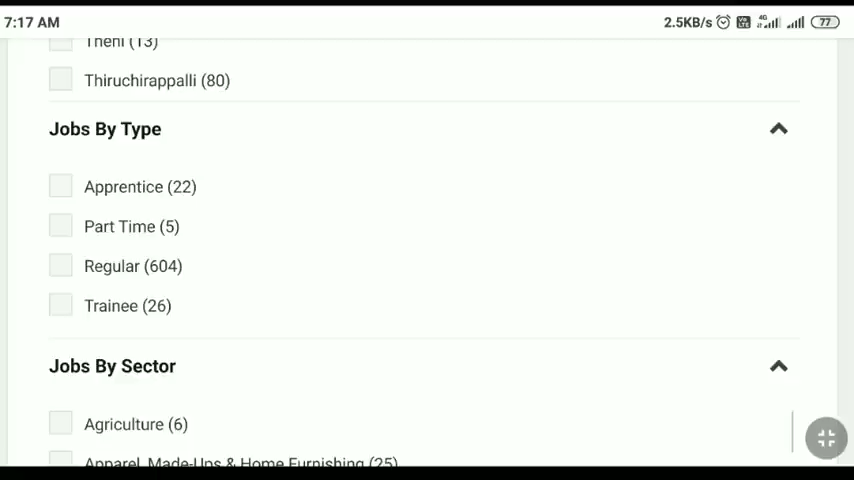 7:17 AM
2.5KB/s
4G
77
Theni (13)
Thiruchirappalli (80)
Jobs By Type
Apprentice (22)
Part Time (5)
Regular (604)
Trainee (26)
Jobs By Sector
Agriculture (6)
Apparel, Made-Ups & Home Furnishing (25)